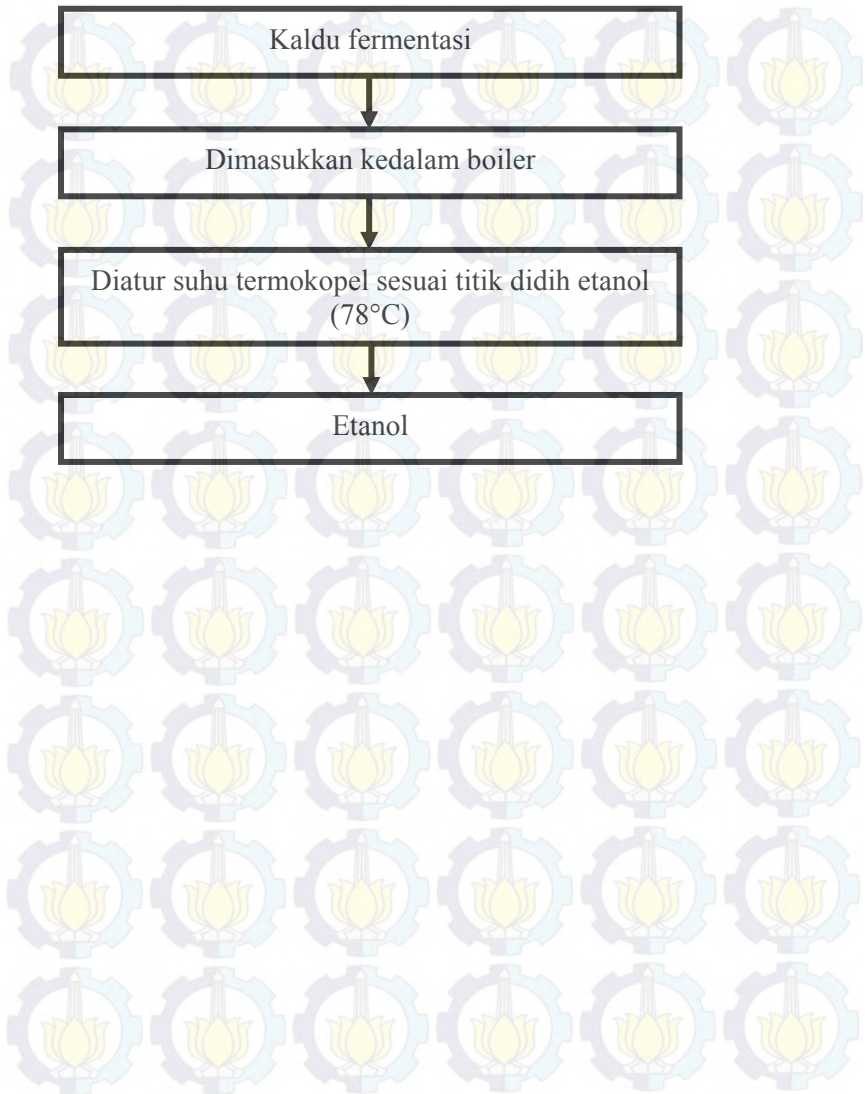 Kaldu fermentasi
Dimasukkan kedalam boiler
Diatur suhu termokopel sesuai titik didih etanol
(78°C)
Etanol